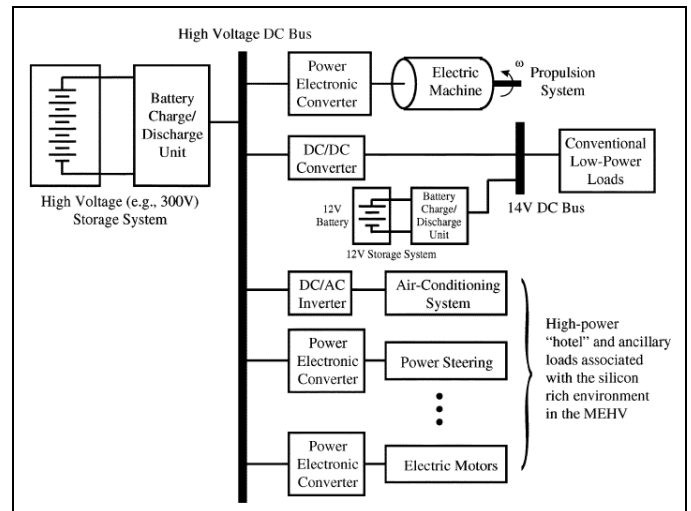 High Voltage DC Bus
Battery
Charge/
Discharge
Unit
High Voltage (e.g., 300V)
Storage System
Power
Electronic
Converter
Electric
Machine
ω
Propulsion
System
DC/DC
Converter
Conventional
Low-Power
Loads
14V DC Bus
12V
Battery
Battery
Charge/
Discharge
Unit
12V Storage System
DC/AC
Inverter
Air-Conditioning
System
Power
Electronic
Converter
Power Steering
Power
Electronic
Converter
Electric Motors
High-power
“hotel” and ancillary
loads associated
with the silicon
rich environment
in the MEHV